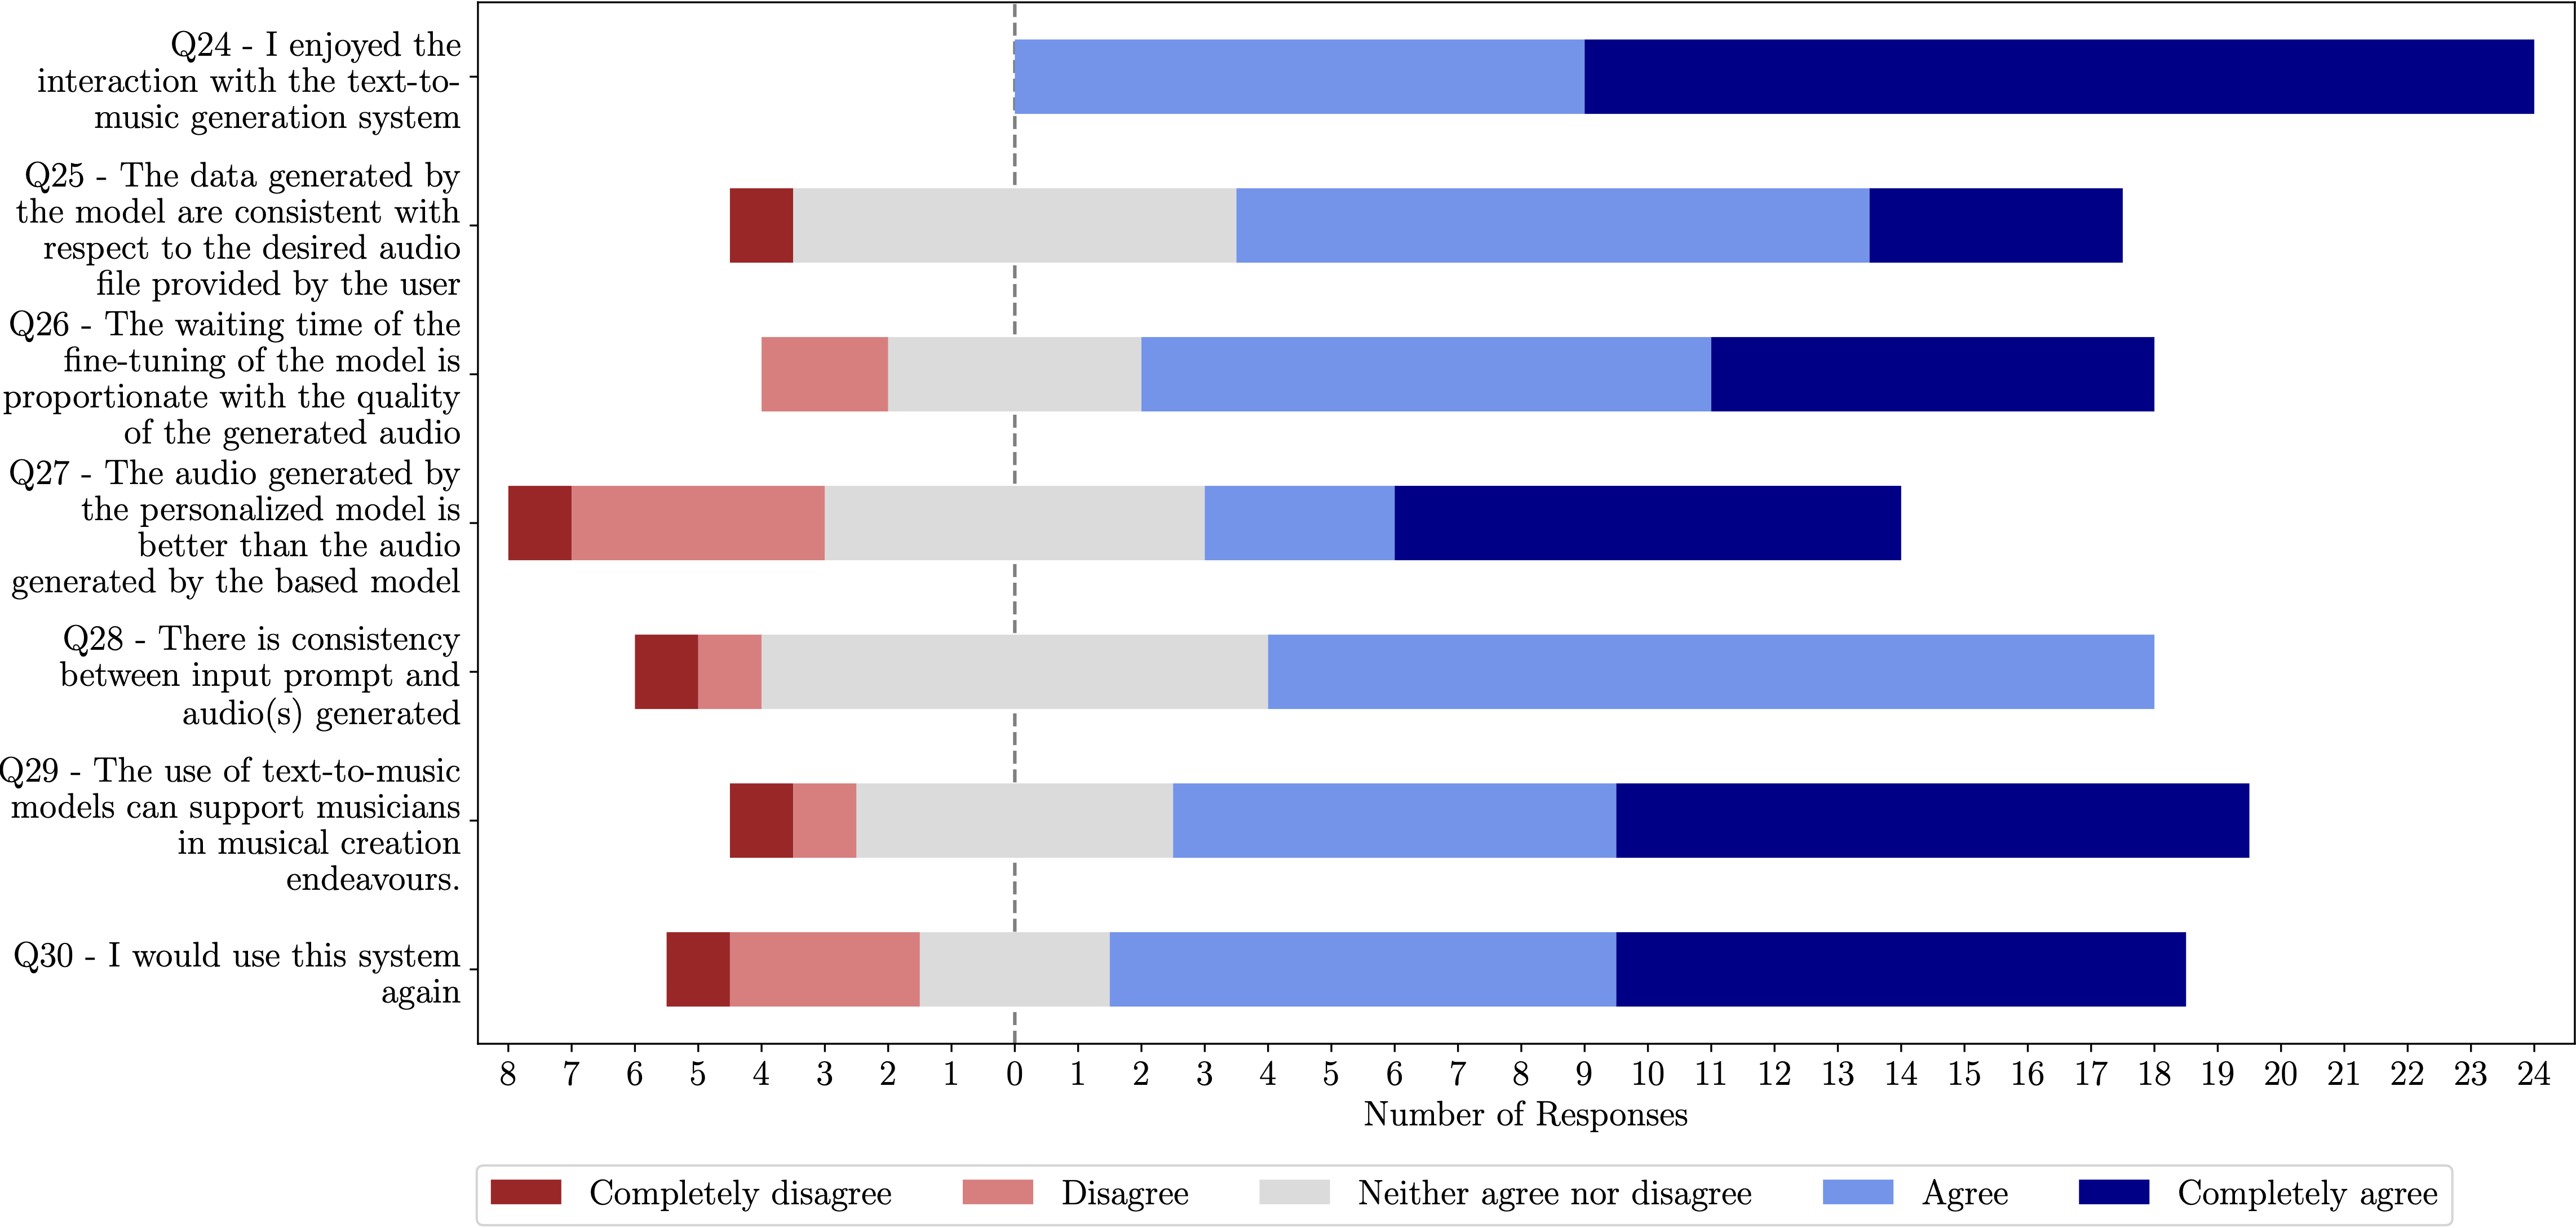 Q24 - I enjoyed the
interaction with the text-to-
music generation system
Q25 - The data generated by
the model are consistent with
respect to the desired audio
file provided by the user
Q26 - The waiting time of the
fine-tuning of the model is
proportionate with the quality
of the generated audio
Q27 - The audio generated by
the personalized model is
better than the audio
generated by the based model
Q28 - There is consistency
between input prompt and
audio(s) generated
Q29 - The use of text-to-music
models can support musicians
in musical creation
endeavours.
Q30 - I would use this system
again
8 7 6 5 4 3 2 1 0 1 2 3 4 5 6 7 8 9 10 11 12 13 14 15 16 17 18 19 20 21 22 23 24
Number of Responses
Completely disagree Disagree Neither agree nor disagree Agree Completely agree